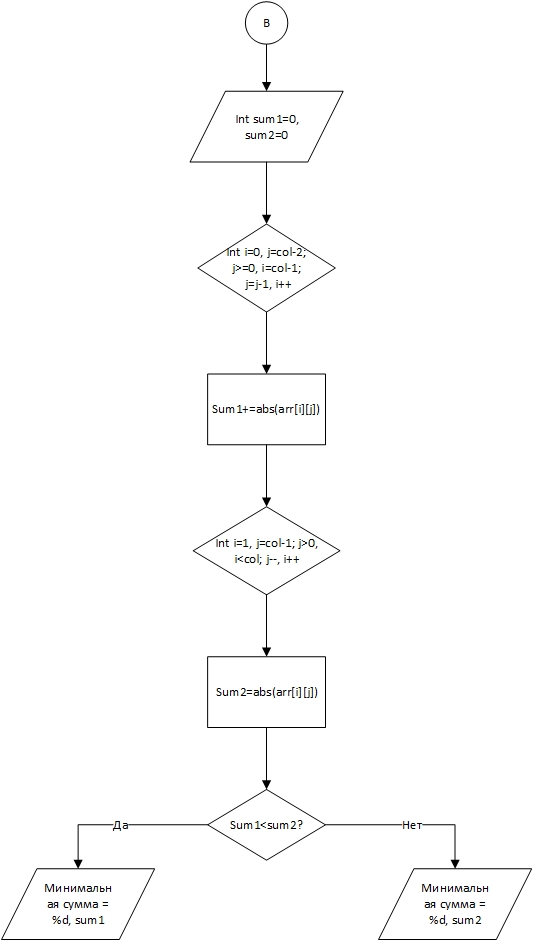 B
Int sum1=0,
sum2=0
Int i=0, j=col-2;
j>=0, i=col-1;
j=j-1, i++
Sum1+=abs(arr[i][j])
Int i=1, j=col-1; j>0,
i<col; j--, i++
Sum2=abs(arr[i][j])
Sum1<sum2?
Да
Нет
Минимальн
ая сумма =
%d, sum1
Минимальн
ая сумма =
%d, sum2